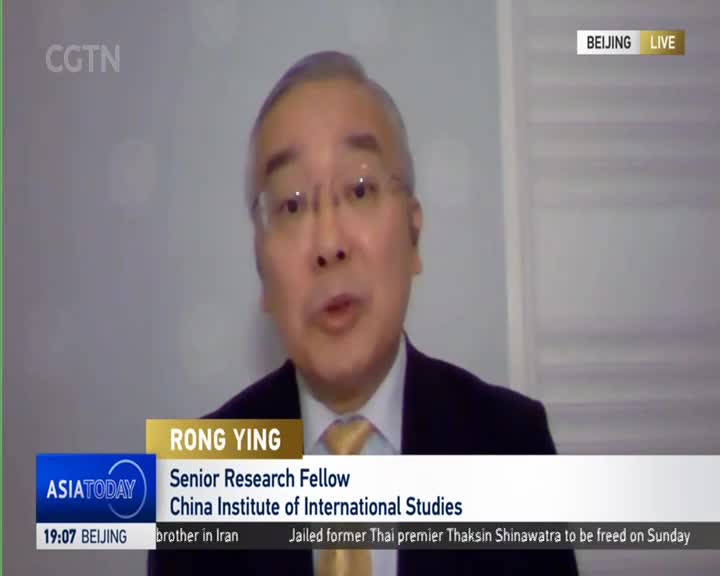 CGTN
BEIJING LIVE
RONG YING
Senior Research Fellow
China Institute of International Studies
ASIATODAY
19:07 BEIJING
brother in Iran Jailed former Thai premier Thaksin Shinawatra to be freed on Sunday